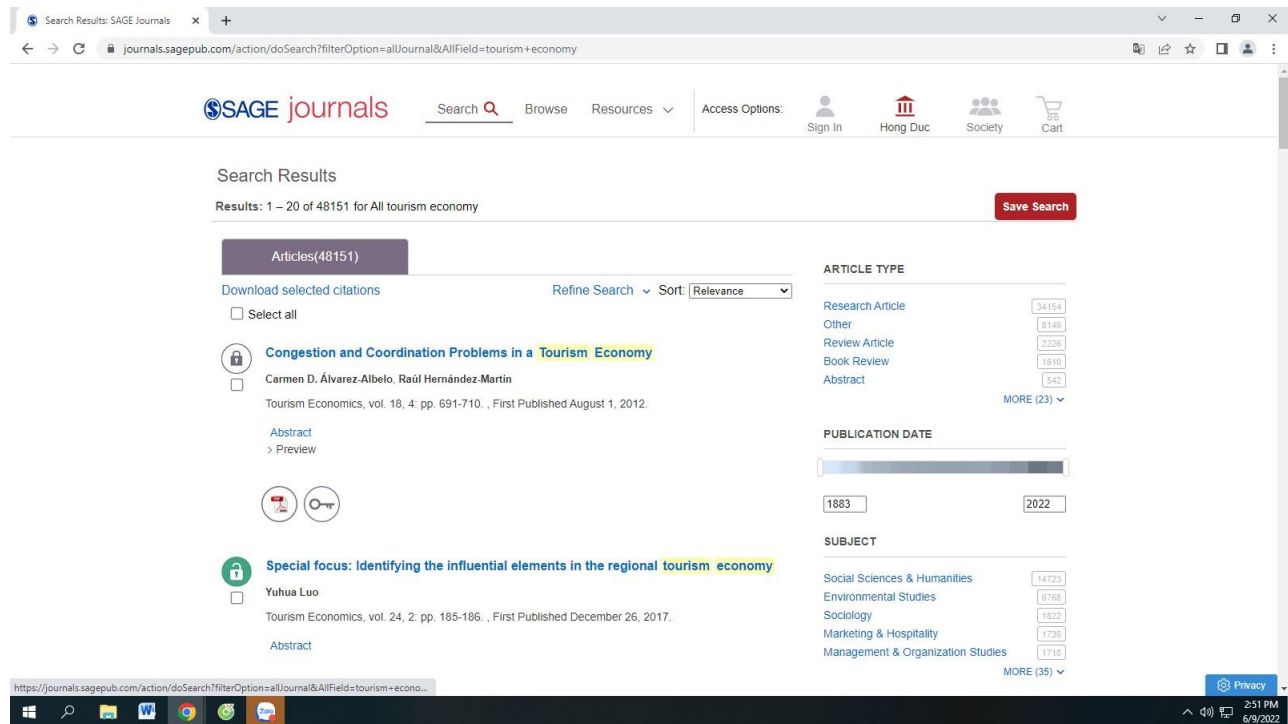 Search Results: SAGE Journals
journals.sagepub.com/action/doSearch?filterOption=allJournal&AllField=tourism+economy
SSAGE journals
Search
Browse
Resources
Access Options:
Sign In
Hong Duc
Society
Cart
Search Results
Results: 1 – 20 of 48151 for All tourism economy
Save Search
Articles(48151)
Download selected citations
Refine Search
Sort: Relevance
Select all
Congestion and Coordination Problems in a Tourism Economy
Carmen D. Álvarez-Albelo, Raúl Hernández-Martín
Tourism Economics, vol. 18, 4: pp. 691-710. , First Published August 1, 2012.
Abstract
> Preview
Special focus: Identifying the influential elements in the regional tourism economy
Yuhua Luo
Tourism Economics, vol. 24, 2: pp. 185-186. , First Published December 26, 2017.
Abstract
ARTICLE TYPE
Research Article 34154
Other 8149
Review Article 2226
Book Review 1610
Abstract 542
MORE (23)
PUBLICATION DATE
1883 2022
SUBJECT
Social Sciences & Humanities 14723
Environmental Studies 6768
Sociology 1822
Marketing & Hospitality 1736
Management & Organization Studies 1718
MORE (35)
https://journals.sagepub.com/action/doSearch?filterOption=allJournal&AllField=tourism+econo...
Privacy
Zalo
2:51 PM
6/9/2022